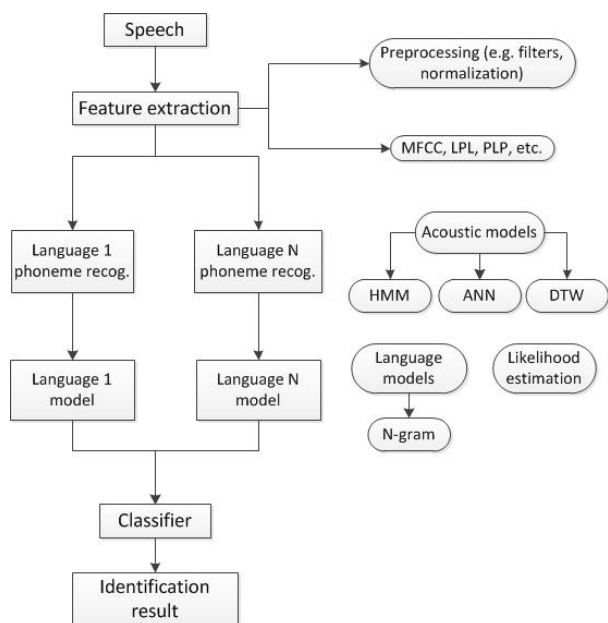 Speech
Preprocessing (e.g. filters,
normalization)
Feature extraction
MFCC, LPL, PLP, etc.
Language 1
phoneme recog.
Language N
phoneme recog.
Acoustic models
HMM
ANN
DTW
Language 1
model
Language N
model
Language
models
Likelihood
estimation
N-gram
Classifier
Identification
result